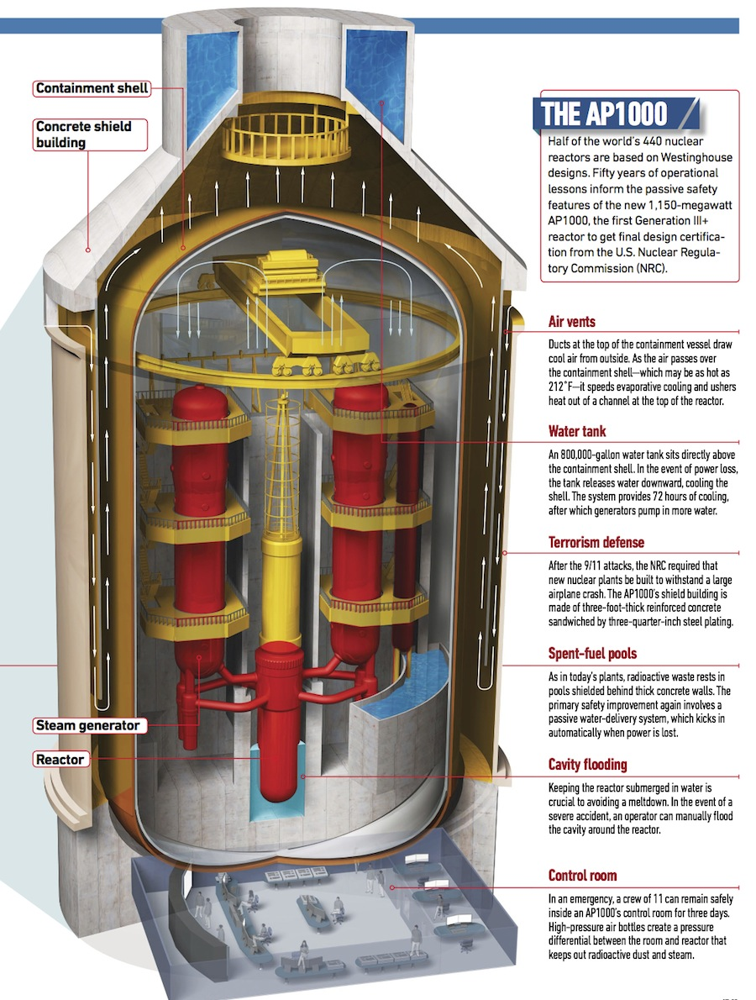 Containment shell
Concrete shield
building
THE AP1000
Half of the world's 440 nuclear
reactors are based on Westinghouse
designs. Fifty years of operational
lessons inform the passive safety
features of the new 1,150-megawatt
AP1000, the first Generation III+
reactor to get final design certifica-
tion from the U.S. Nuclear Regula-
tory Commission (NRC).
Air vents
Ducts at the top of the containment vessel draw
cool air from outside. As the air passes over
the containment shell—which may be as hot as
212˚F—it speeds evaporative cooling and ushers
heat out of a channel at the top of the reactor.
Water tank
An 800,000-gallon water tank sits directly above
the containment shell. In the event of power loss,
the tank releases water downward, cooling the
shell. The system provides 72 hours of cooling,
after which generators pump in more water.
Terrorism defense
After the 9/11 attacks, the NRC required that
new nuclear plants be built to withstand a large
airplane crash. The AP1000's shield building is
made of three-foot-thick reinforced concrete
sandwiched by three-quarter-inch steel plating.
Spent-fuel pools
As in today's plants, radioactive waste rests in
pools shielded behind thick concrete walls. The
primary safety improvement again involves a
passive water-delivery system, which kicks in
automatically when power is lost.
Steam generator
Reactor
Cavity flooding
Keeping the reactor submerged in water is
crucial to avoiding a meltdown. In the event of a
severe accident, an operator can manually flood
the cavity around the reactor.
Control room
In an emergency, a crew of 11 can remain safely
inside an AP1000's control room for three days.
High-pressure air bottles create a pressure
differential between the room and reactor that
keeps out radioactive dust and steam.